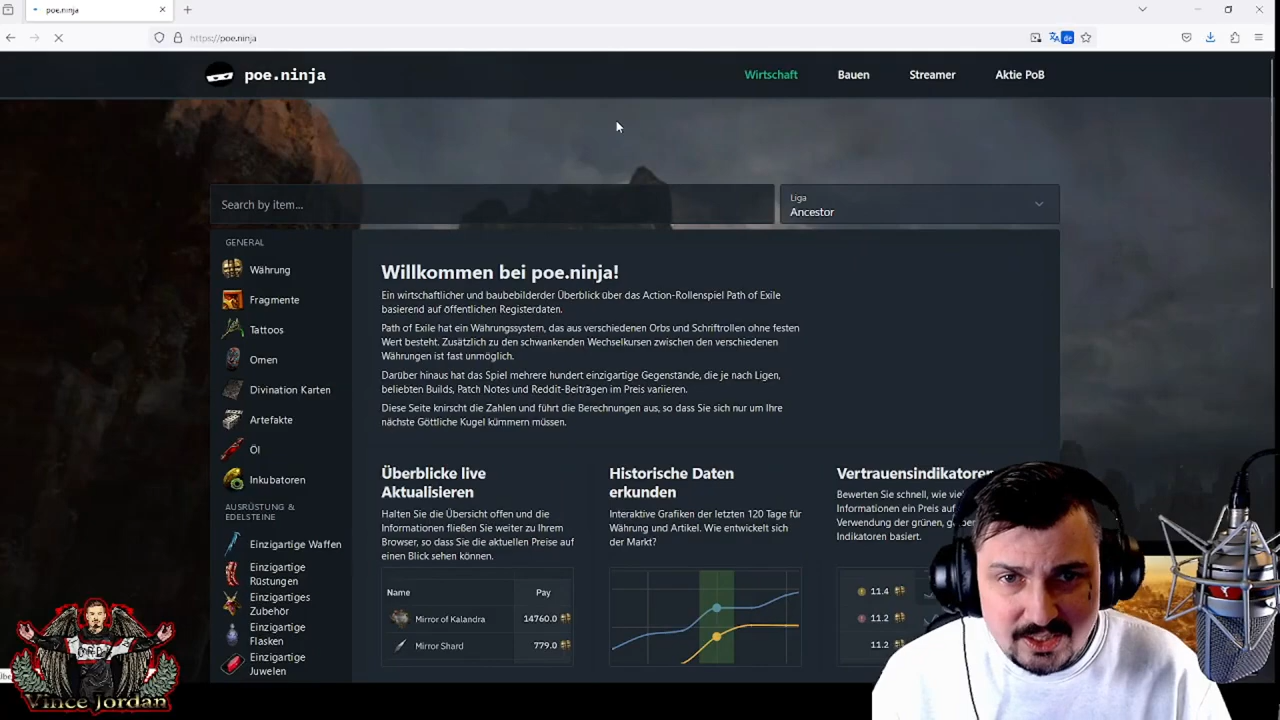 poe.ninja
https://poe.ninja
de
poe.ninja
Wirtschaft
Bauen
Streamer
Aktie PoB
Search by item...
Liga
Ancestor
GENERAL
Währung
Fragmente
Tattoos
Omen
Divination Karten
Artefakte
Öl
Inkubatoren
AUSRÜSTUNG &
EDELSTEINE
Einzigartige Waffen
Einzigartige
Rüstungen
Einzigartiges
Zubehör
Einzigartige
Flasken
Einzigartige
Juwelen
Willkommen bei poe.ninja!
Ein wirtschaftlicher und baubebilderder Überblick über das Action-Rollenspiel Path of Exile
basierend auf öffentlichen Registerdaten.
Path of Exile hat ein Währungssystem, das aus verschiedenen Orbs und Schriftrollen ohne festen
Wert besteht. Zusätzlich zu den schwankenden Wechselkursen zwischen den verschiedenen
Währungen ist fast unmöglich.
Darüber hinaus hat das Spiel mehrere hundert einzigartige Gegenstände, die je nach Ligen,
beliebten Builds, Patch Notes und Reddit-Beiträgen im Preis variieren.
Diese Seite knirscht die Zahlen und führt die Berechnungen aus, so dass Sie sich nur um Ihre
nächste Göttliche Kugel kümmern müssen.
Überblicke live
Aktualisieren
Halten Sie die Übersicht offen und die
Informationen fließen Sie weiter zu Ihrem
Browser, so dass Sie die aktuellen Preise auf
einen Blick sehen können.
Name
Pay
Mirror of Kalandra
14760.0
Mirror Shard
779.0
Historische Daten
erkunden
Interaktive Grafiken der letzten 120 Tage für
Währung und Artikel. Wie entwickelt sich
der Markt?
Vertrauensindikatoren
Bewerten Sie schnell, wie
Informationen ein Preis auf
Verwendung der grünen,
Indikatoren basiert.
11.4
11.2
11.2
Vince Jordan